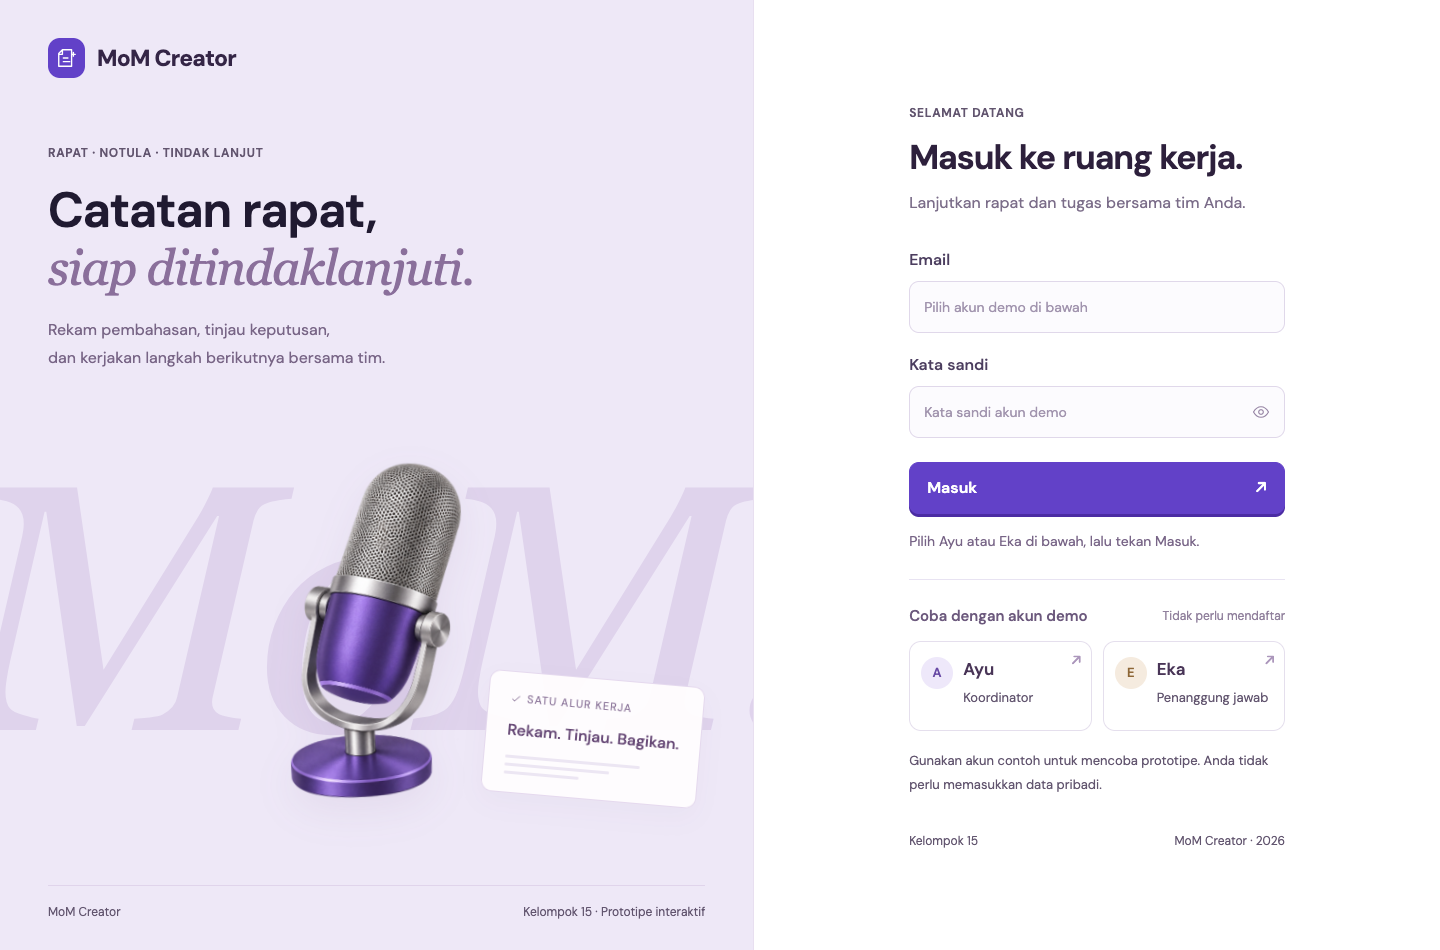 MoM Creator
RAPAT · NOTULA · TINDAK LANJUT
Catatan rapat,
siap ditindaklanjuti.
Rekam pembahasan, tinjau keputusan,
dan kerjakan langkah berikutnya bersama tim.
MoM.
✓ SATU ALUR KERJA
Rekam. Tinjau. Bagikan.
MoM Creator
Kelompok 15 · Prototipe interaktif
SELAMAT DATANG
Masuk ke ruang kerja.
Lanjutkan rapat dan tugas bersama tim Anda.
Email
Pilih akun demo di bawah
Kata sandi
Kata sandi akun demo
Masuk
Pilih Ayu atau Eka di bawah, lalu tekan Masuk.
Coba dengan akun demo
Tidak perlu mendaftar
A
Ayu
Koordinator
E
Eka
Penanggung jawab
Gunakan akun contoh untuk mencoba prototipe. Anda tidak
perlu memasukkan data pribadi.
Kelompok 15
MoM Creator · 2026